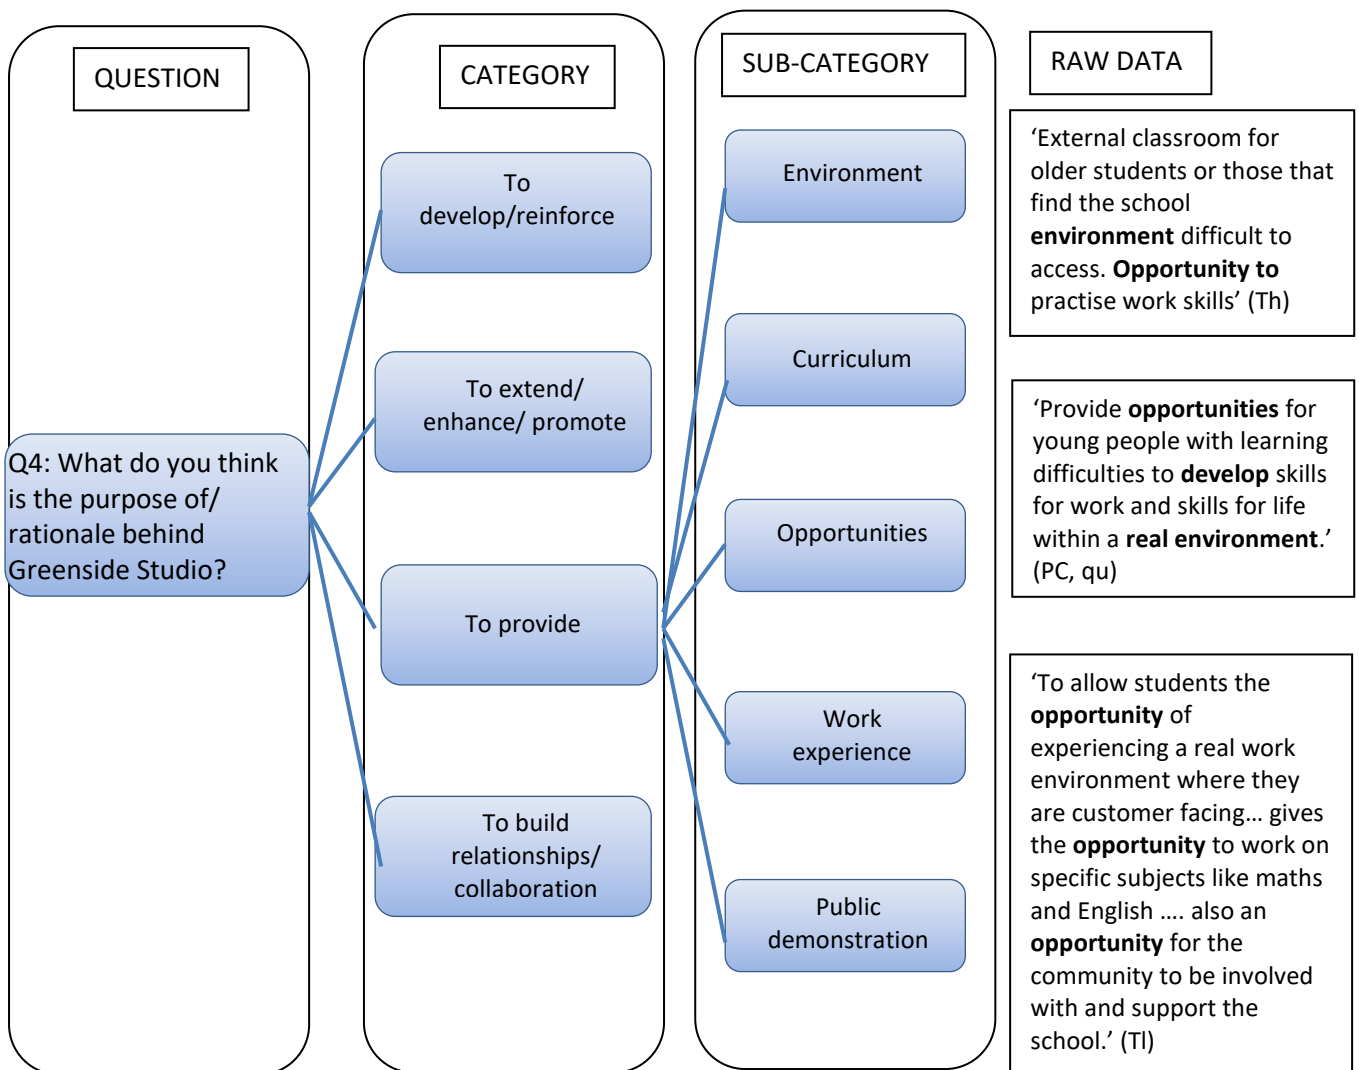 QUESTION
Q4: What do you think
is the purpose of/
rationale behind
Greenside Studio?
CATEGORY
To
develop/reinforce
To extend/
enhance/ promote
To provide
To build
relationships/
collaboration
SUB-CATEGORY
Environment
Curriculum
Opportunities
Work
experience
Public
demonstration
RAW DATA
‘External classroom for
older students or those that
find the school
environment difficult to
access. Opportunity to
practise work skills’ (Th)
‘Provide opportunities for
young people with learning
difficulties to develop skills
for work and skills for life
within a real environment.’
(PC, qu)
‘To allow students the
opportunity of
experiencing a real work
environment where they
are customer facing… gives
the opportunity to work on
specific subjects like maths
and English …. also an
opportunity for the
community to be involved
with and support the
school.’ (Tl)